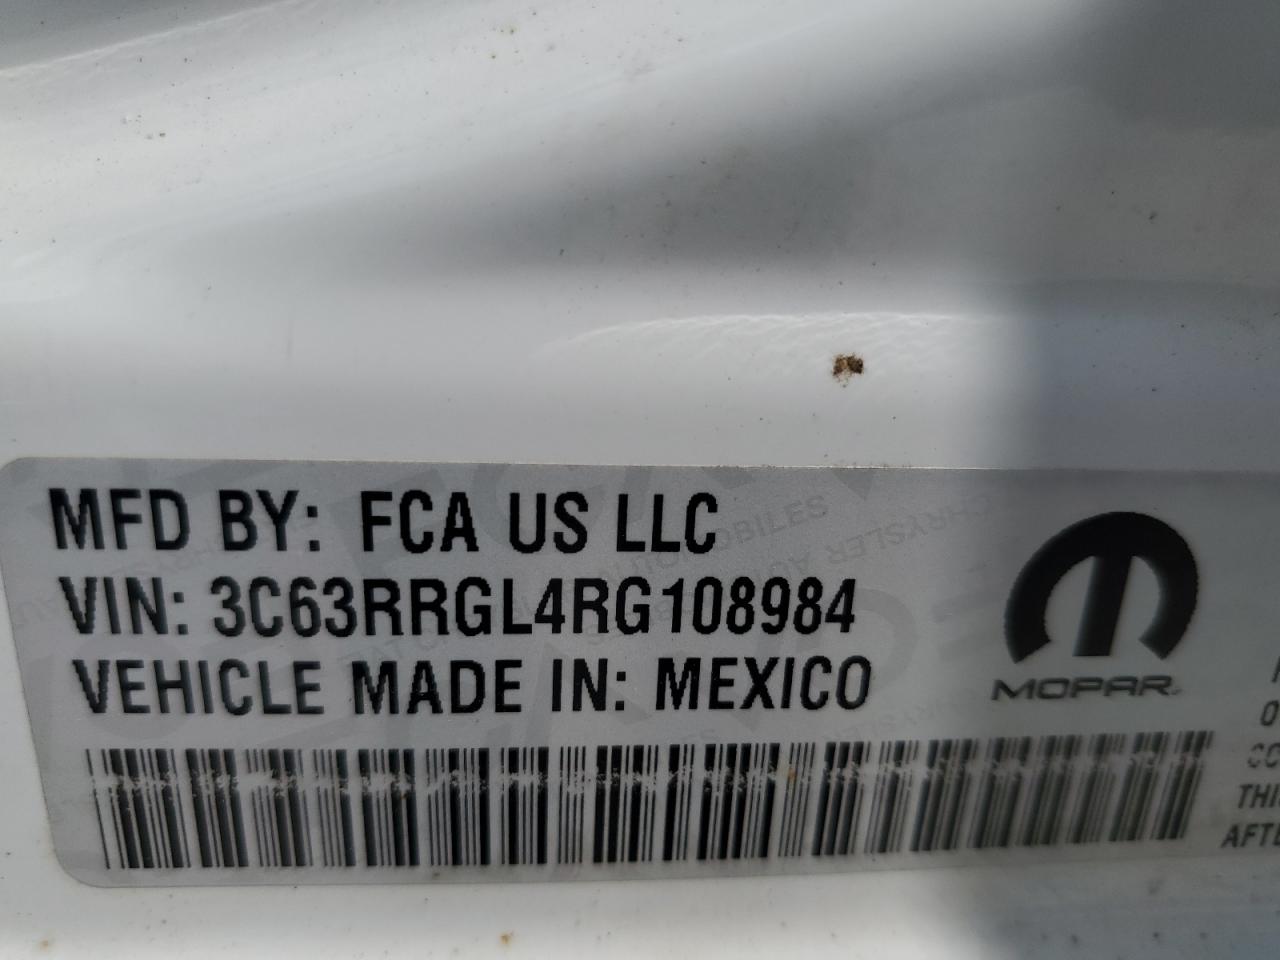 MFD BY: FCA US LLC
VIN: 3C63RRGL4RG108984
VEHICLE MADE IN: MEXICO
MOPAR